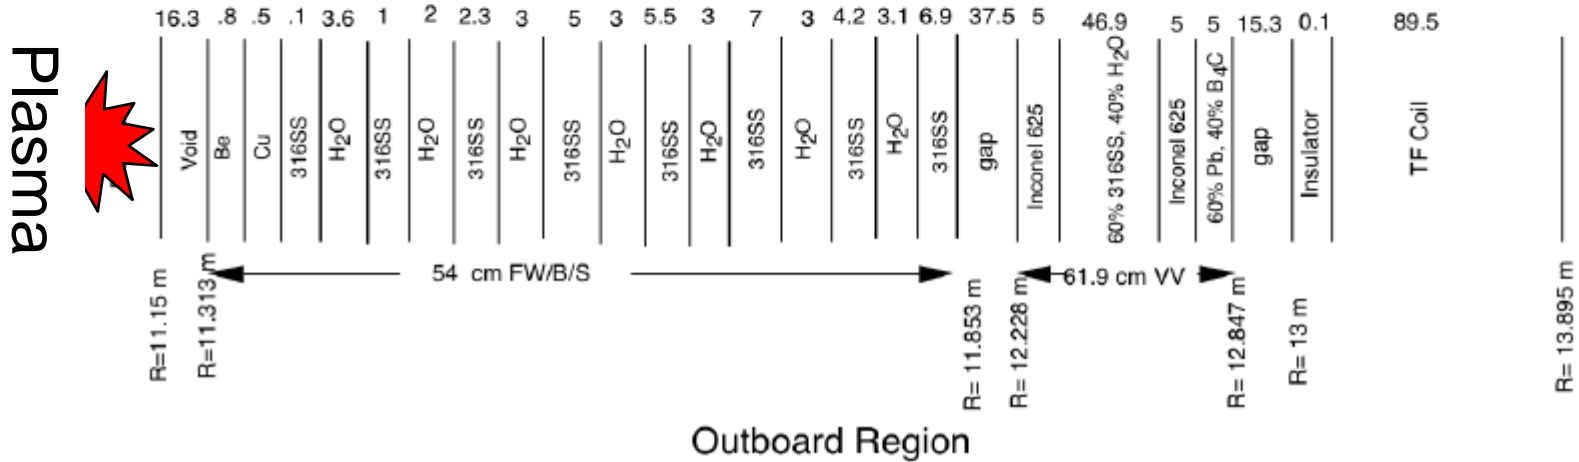 16.3 .8 .5 .1 3.6 1 2 2.3 3 5 3 5.5 3 7 3 4.2 3.1 6.9 37.5 5 46.9 5 5 15.3 0.1 89.5
Plasma
Void
Be
Cu
316SS
H2O
316SS
H2O
316SS
H2O
316SS
H2O
316SS
H2O
316SS
H2O
316SS
H2O
316SS
gap
Inconel 625
60% 316SS, 40% H2O
Inconel 625
60% Pb, 40% B4C
gap
Insulator
TF Coil
54 cm FW/B/S
61.9 cm VV
R=11.15 m
R=11.313 m
R= 11.853 m
R= 12.228 m
R= 12.847 m
R= 13 m
R= 13.895 m
Outboard Region